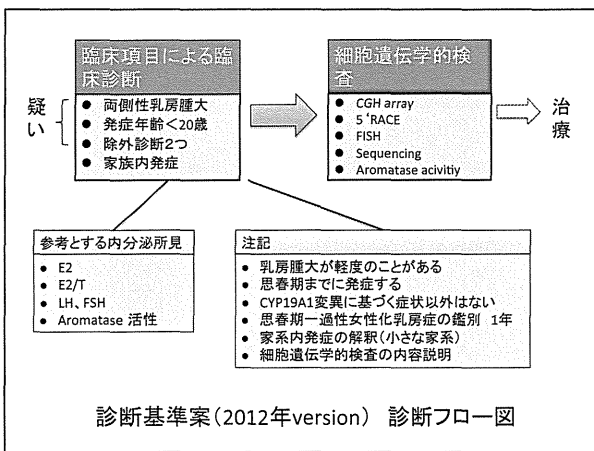 臨床項目による臨
床診断
疑い
● 両側性乳房腫大
● 発症年齢<20歳
● 除外診断2つ
● 家族内発症
細胞遺伝学的検
査
● CGH array
● 5 ‘RACE
● FISH
● Sequencing
● Aromatase acivitiy
治療
参考とする内分泌所見
● E2
● E2/T
● LH、FSH
● Aromatase 活性
注記
● 乳房腫大が軽度のことがある
● 思春期までに発症する
● CYP19A1変異に基づく症状以外はない
● 思春期一過性女性化乳房症の鑑別 1年
● 家系内発症の解釈(小さな家系)
● 細胞遺伝学的検査の内容説明
診断基準案(2012年version) 診断フロー図